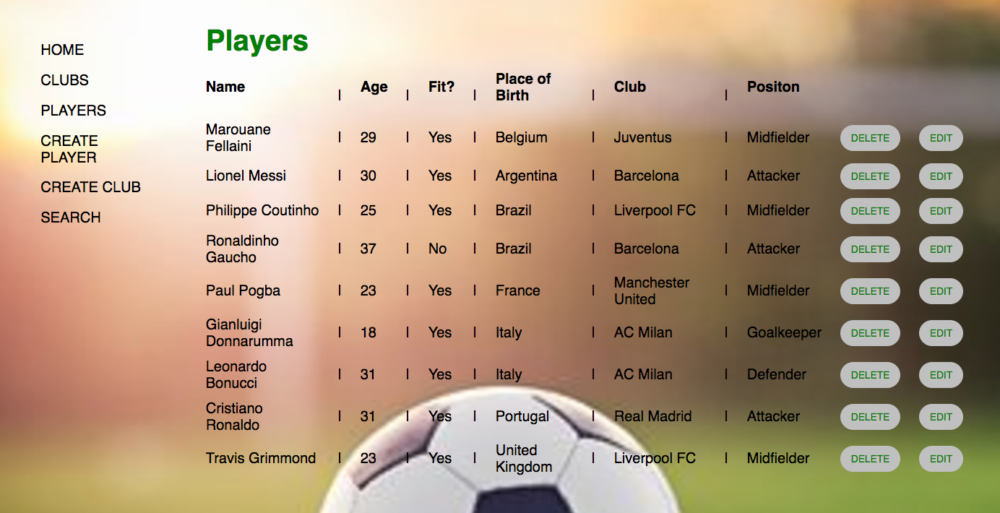 HOME
CLUBS
PLAYERS
CREATE
PLAYER
CREATE CLUB
SEARCH
Players
Name | Age | Fit? | Place of
Birth | Club | Positon
Marouane
Fellaini | 29 | Yes | Belgium | Juventus | Midfielder DELETE EDIT
Lionel Messi | 30 | Yes | Argentina | Barcelona | Attacker DELETE EDIT
Philippe Coutinho | 25 | Yes | Brazil | Liverpool FC | Midfielder DELETE EDIT
Ronaldinho
Gaucho | 37 | No | Brazil | Barcelona | Attacker DELETE EDIT
Paul Pogba | 23 | Yes | France | Manchester
United | Midfielder DELETE EDIT
Gianluigi
Donnarumma | 18 | Yes | Italy | AC Milan | Goalkeeper DELETE EDIT
Leonardo
Bonucci | 31 | Yes | Italy | AC Milan | Defender DELETE EDIT
Cristiano
Ronaldo | 31 | Yes | Portugal | Real Madrid | Attacker DELETE EDIT
Travis Grimmond | 23 | Yes | United
Kingdom | Liverpool FC | Midfielder DELETE EDIT